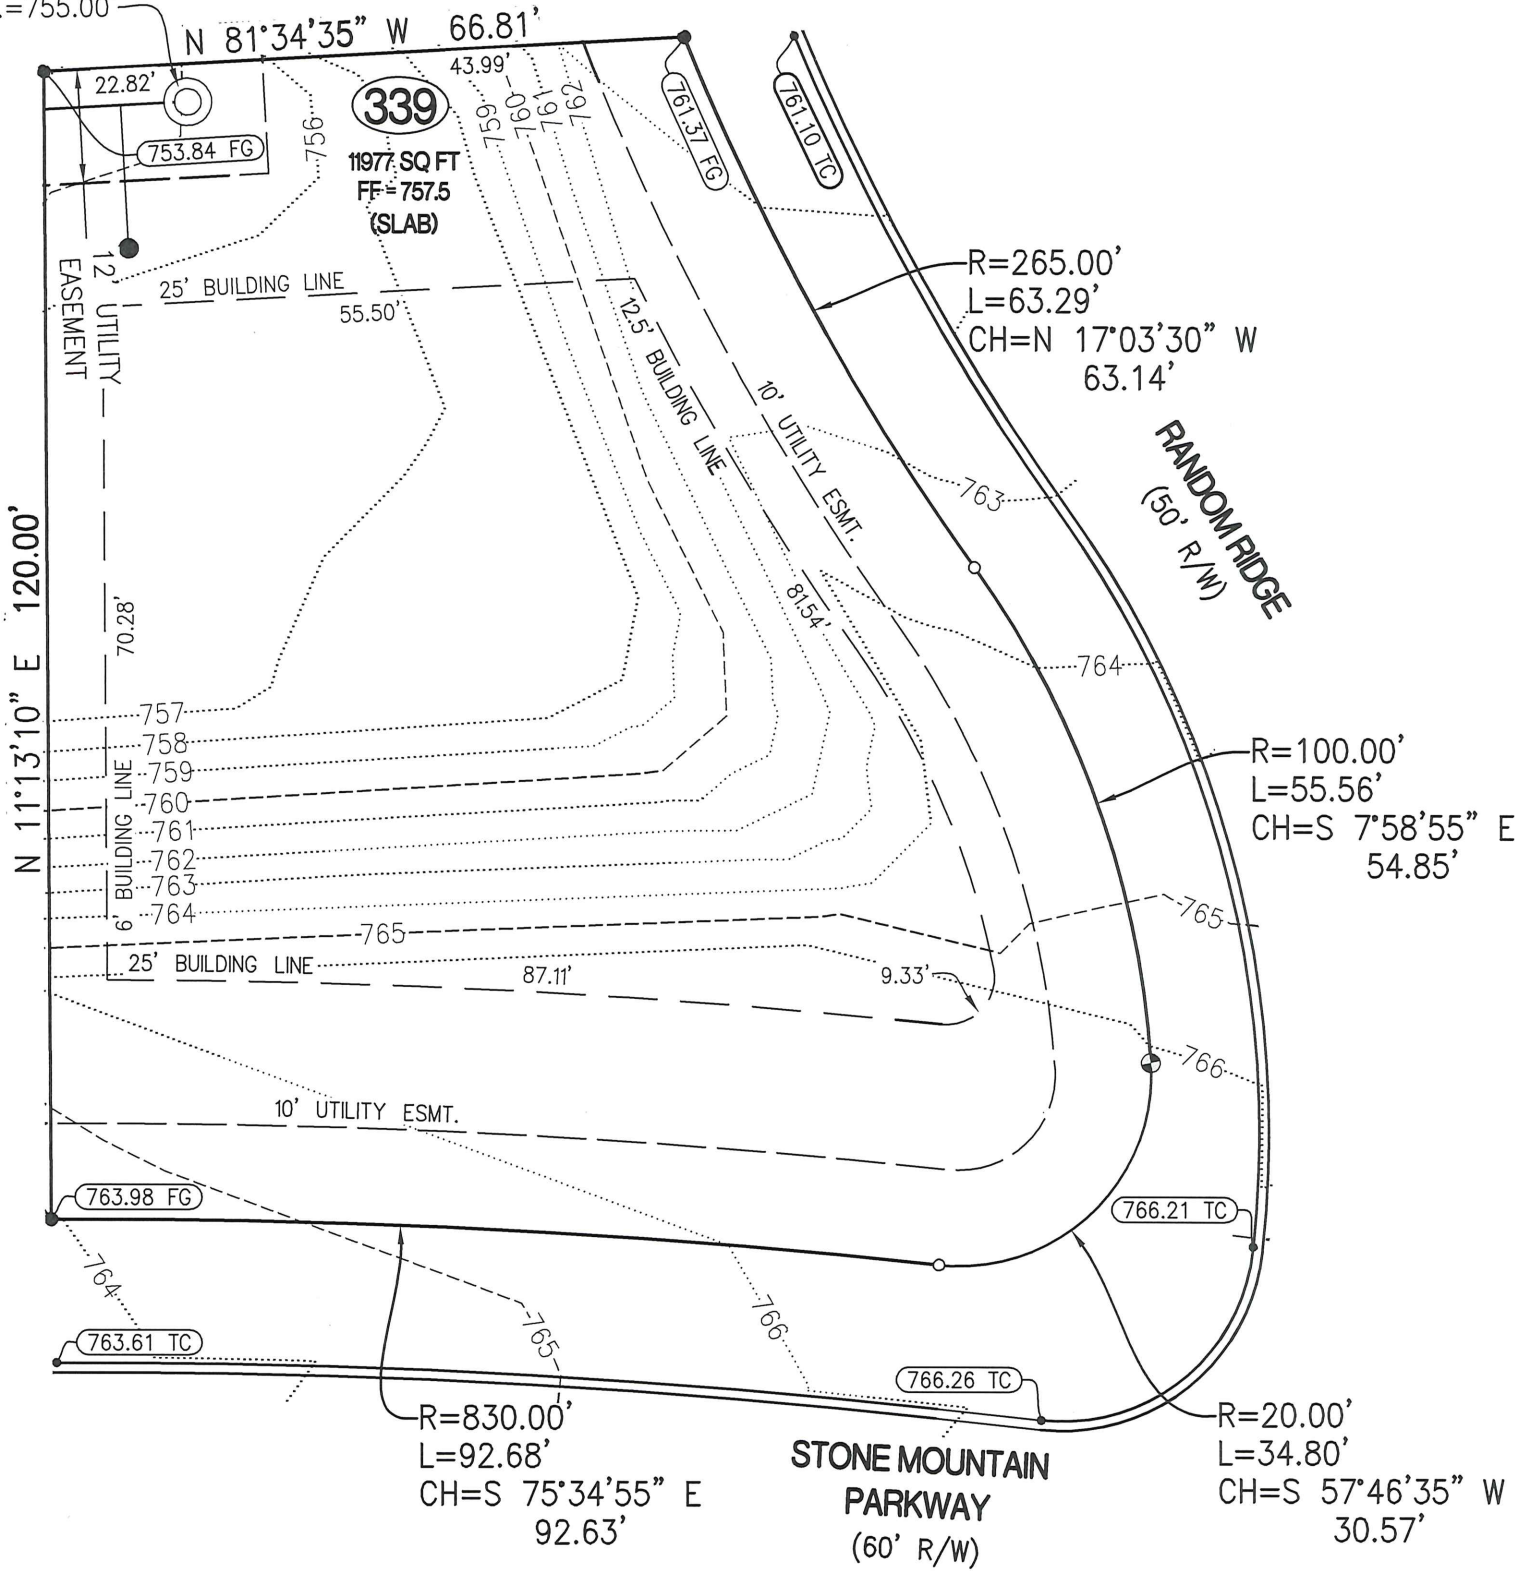 =755.00
N 81°34'35" W 66.81'
22.82'
43.99'
339
11977 SQ FT
FF = 757.5
(SLAB)
753.84 FG
756
759
760
761
762
761.37 FG
761.10 TC
12' UTILITY
EASEMENT
25' BUILDING LINE
55.50'
12.5' BUILDING LINE
10' UTILITY ESMT.
R=265.00'
L=63.29'
CH=N 17°03'30" W
63.14'
RANDOM RIDGE
(50' R/W)
763
N 11°13'10" E 120.00'
70.28'
81.54'
764
757
758
759
760
761
762
763
764
6' BUILDING LINE
R=100.00'
L=55.56'
CH=S 7°58'55" E
54.85'
765
765
25' BUILDING LINE
87.11'
9.33'
766
10' UTILITY ESMT.
763.98 FG
766.21 TC
764
765
766
763.61 TC
766.26 TC
R=830.00'
L=92.68'
CH=S 75°34'55" E
92.63'
STONE MOUNTAIN
PARKWAY
(60' R/W)
R=20.00'
L=34.80'
CH=S 57°46'35" W
30.57'